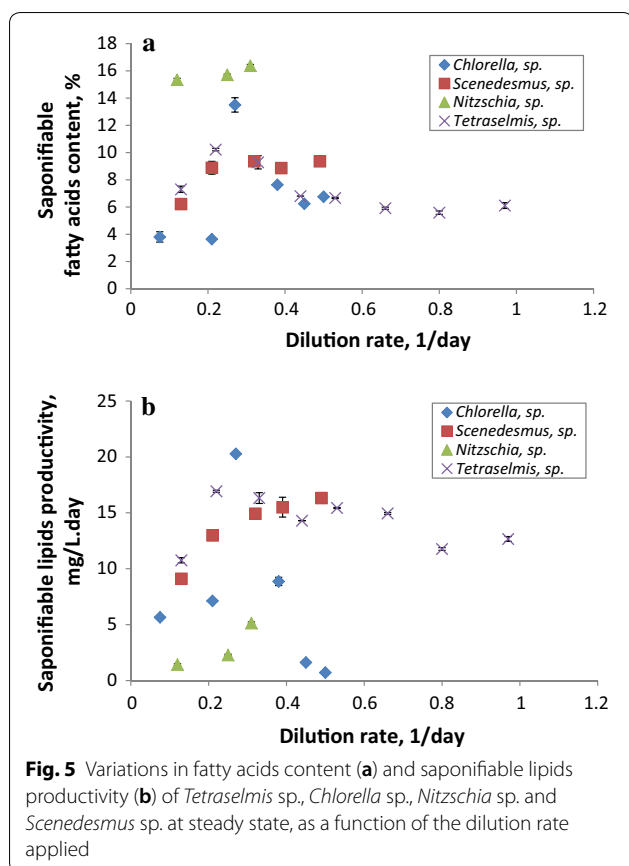 a
18
16
14
12
10
8
6
4
2
0
Saponifiable
fatty acids content, %
Chlorella, sp.
Scenedesmus, sp.
Nitzschia, sp.
Tetraselmis, sp.
0 0.2 0.4 0.6 0.8 1 1.2
Dilution rate, 1/day
b
25
20
15
10
5
0
Saponifiable lipids productivity,
mg/L.day
Chlorella, sp.
Scenedesmus, sp.
Nitzschia, sp.
Tetraselmis, sp.
0 0.2 0.4 0.6 0.8 1 1.2
Dilution rate, 1/day
Fig. 5 Variations in fatty acids content (a) and saponifiable lipids
productivity (b) of Tetraselmis sp., Chlorella sp., Nitzschia sp. and
Scenedesmus sp. at steady state, as a function of the dilution rate
applied